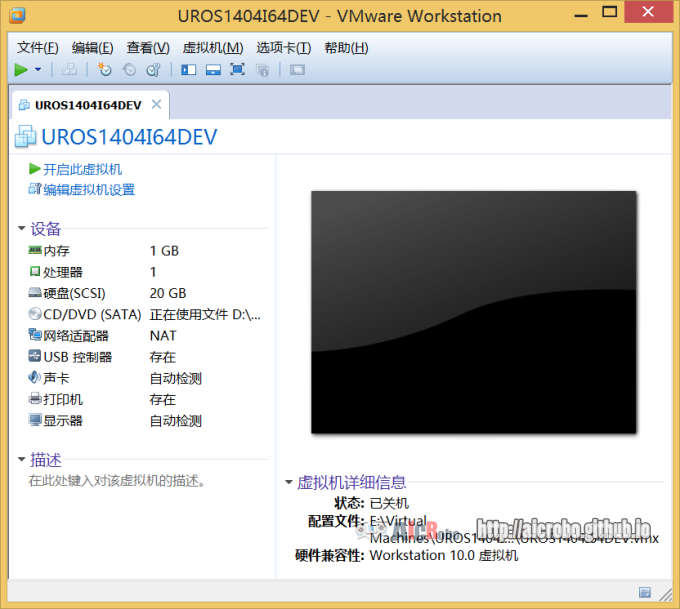 UROS1404I64DEV - VMware Workstation
文件(F) 编辑(E) 查看(V) 虚拟机(M) 选项卡(T) 帮助(H)
UROS1404I64DEV
UROS1404I64DEV
开启此虚拟机
编辑虚拟机设置
设备
内存 1 GB
处理器 1
硬盘(SCSI) 20 GB
CD/DVD (SATA) 正在使用文件 D:\...
网络适配器 NAT
USB 控制器 存在
声卡 自动检测
打印机 存在
显示器 自动检测
描述
在此处键入对该虚拟机的描述。
虚拟机详细信息
状态: 已关机
配置文件: E:\Virtual
Machines\UROS1404I...\UROS1404I64DEV.vmx
AICRobo http://aicrobo.github.io
硬件兼容性: Workstation 10.0 虚拟机